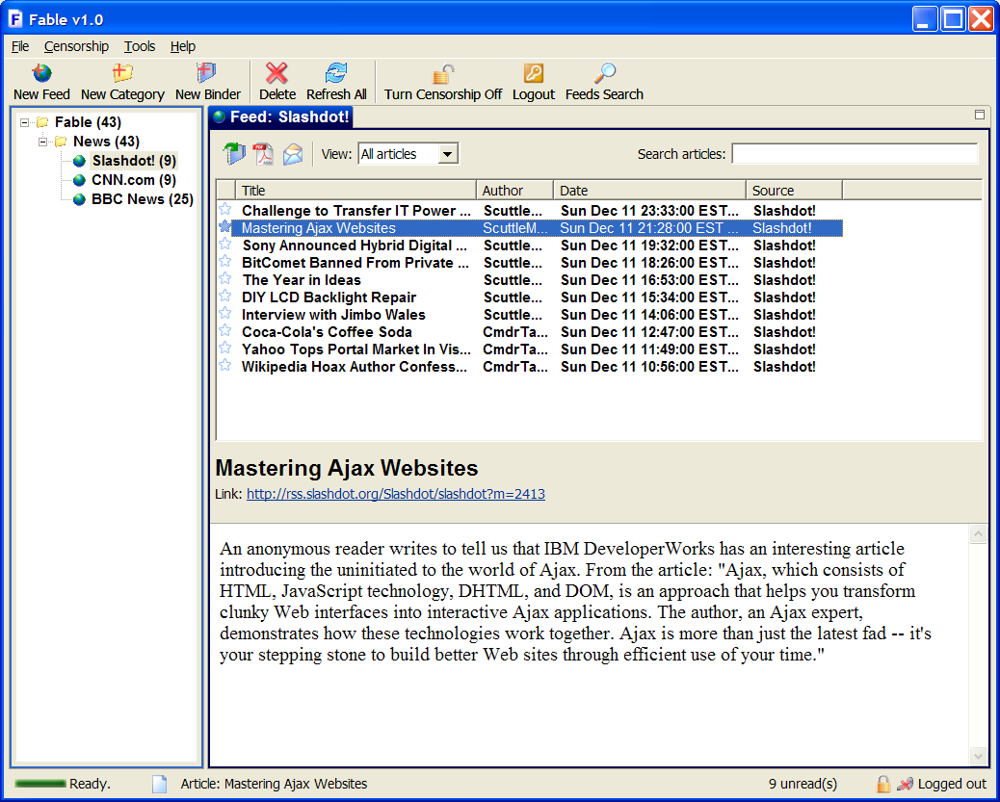 Fable v1.0
File Censorship Tools Help
New Feed New Category New Binder Delete Refresh All Turn Censorship Off Logout Feeds Search
Fable (43)
News (43)
Slashdot! (9)
CNN.com (9)
BBC News (25)
Feed: Slashdot!
View: All articles Search articles:
Title Author Date Source
Challenge to Transfer IT Power ... Scuttle... Sun Dec 11 23:33:00 EST... Slashdot!
Mastering Ajax Websites ScuttleM... Sun Dec 11 21:28:00 EST ... Slashdot!
Sony Announced Hybrid Digital ... Scuttle... Sun Dec 11 19:32:00 EST... Slashdot!
BitComet Banned From Private ... Scuttle... Sun Dec 11 18:26:00 EST... Slashdot!
The Year in Ideas Scuttle... Sun Dec 11 16:53:00 EST... Slashdot!
DIY LCD Backlight Repair Scuttle... Sun Dec 11 15:34:00 EST... Slashdot!
Interview with Jimbo Wales Scuttle... Sun Dec 11 14:06:00 EST... Slashdot!
Coca-Cola's Coffee Soda CmdrTa... Sun Dec 11 12:47:00 EST... Slashdot!
Yahoo Tops Portal Market In Vis... CmdrTa... Sun Dec 11 11:49:00 EST... Slashdot!
Wikipedia Hoax Author Confess... CmdrTa... Sun Dec 11 10:56:00 EST... Slashdot!
Mastering Ajax Websites
Link: http://rss.slashdot.org/Slashdot/slashdot?m=2413
An anonymous reader writes to tell us that IBM DeveloperWorks has an interesting article
introducing the uninitiated to the world of Ajax. From the article: "Ajax, which consists of
HTML, JavaScript technology, DHTML, and DOM, is an approach that helps you transform
clunky Web interfaces into interactive Ajax applications. The author, an Ajax expert,
demonstrates how these technologies work together. Ajax is more than just the latest fad -- it's
your stepping stone to build better Web sites through efficient use of your time."
Ready. Article: Mastering Ajax Websites 9 unread(s) Logged out